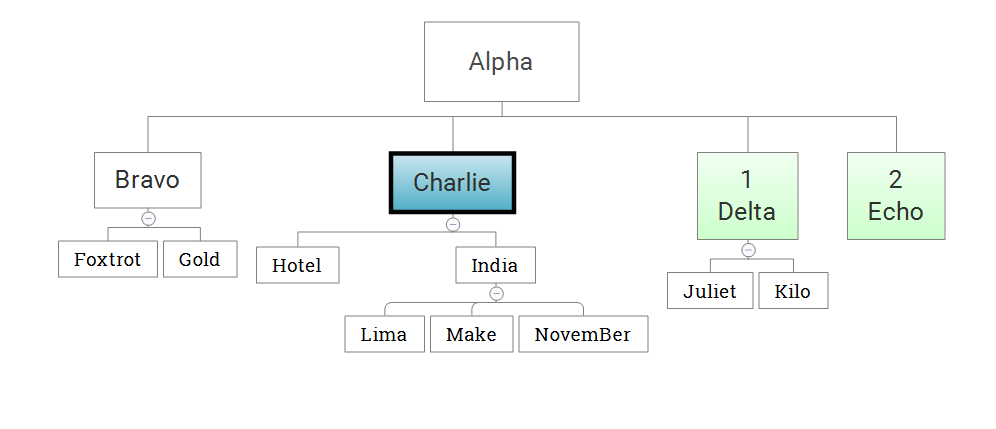 Alpha
Bravo
Charlie
1
Delta
2
Echo
Foxtrot
Gold
Hotel
India
Juliet
Kilo
Lima
Make
NovemBer